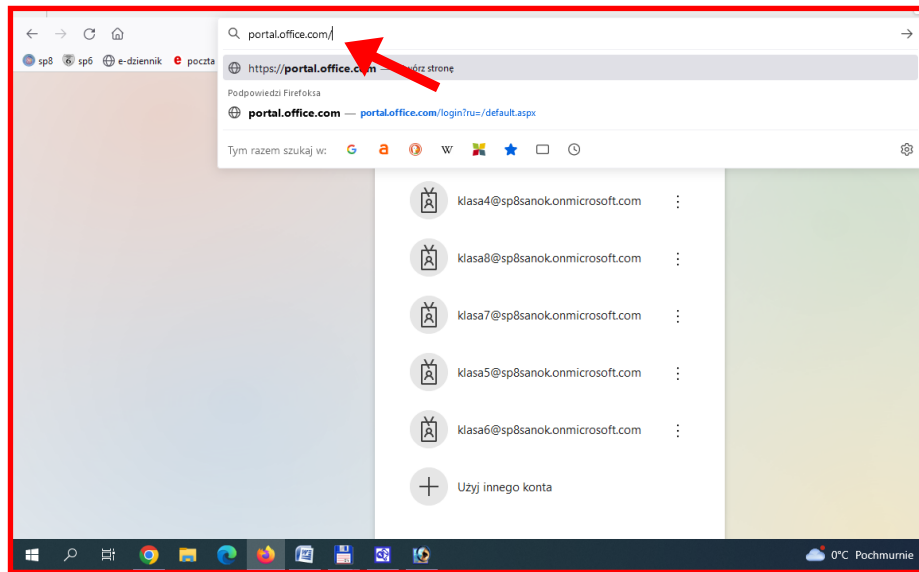 portal.office.com/
sp8 sp6 e-dziennik poczta
https://portal.office.com — stronę
Podpowiedzi Firefoksa
portal.office.com — portal.office.com/login?ru=/default.aspx
Tym razem szukaj w:
klasa4@sp8sanok.onmicrosoft.com
klasa8@sp8sanok.onmicrosoft.com
klasa7@sp8sanok.onmicrosoft.com
klasa5@sp8sanok.onmicrosoft.com
klasa6@sp8sanok.onmicrosoft.com
Użyj innego konta
0°C Pochmurnie